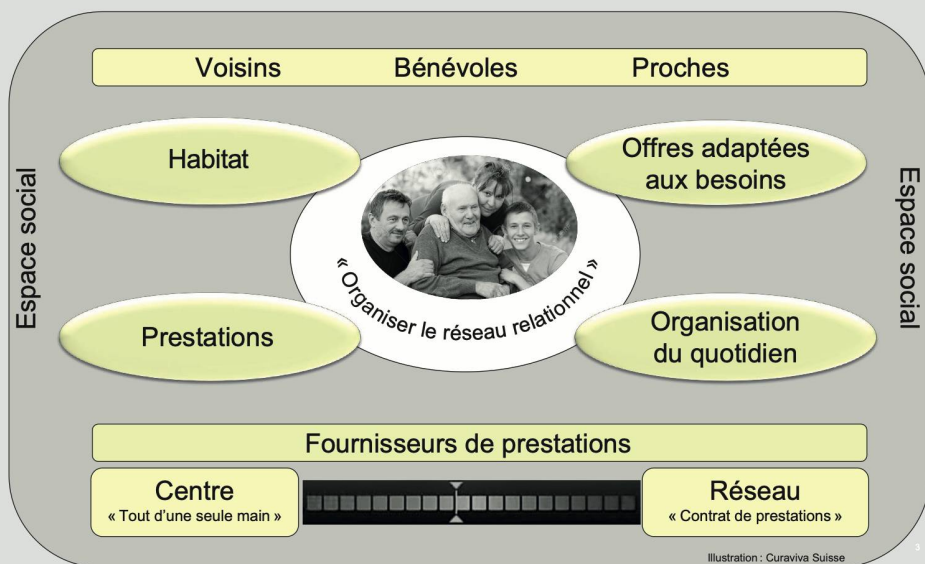 Voisins Bénévoles Proches
Espace social
Habitat
Offres adaptées
aux besoins
Espace social
« Organiser le réseau relationnel »
Prestations
Organisation
du quotidien
Fournisseurs de prestations
Centre
« Tout d'une seule main »
Réseau
« Contrat de prestations »
3
Illustration : Curaviva Suisse